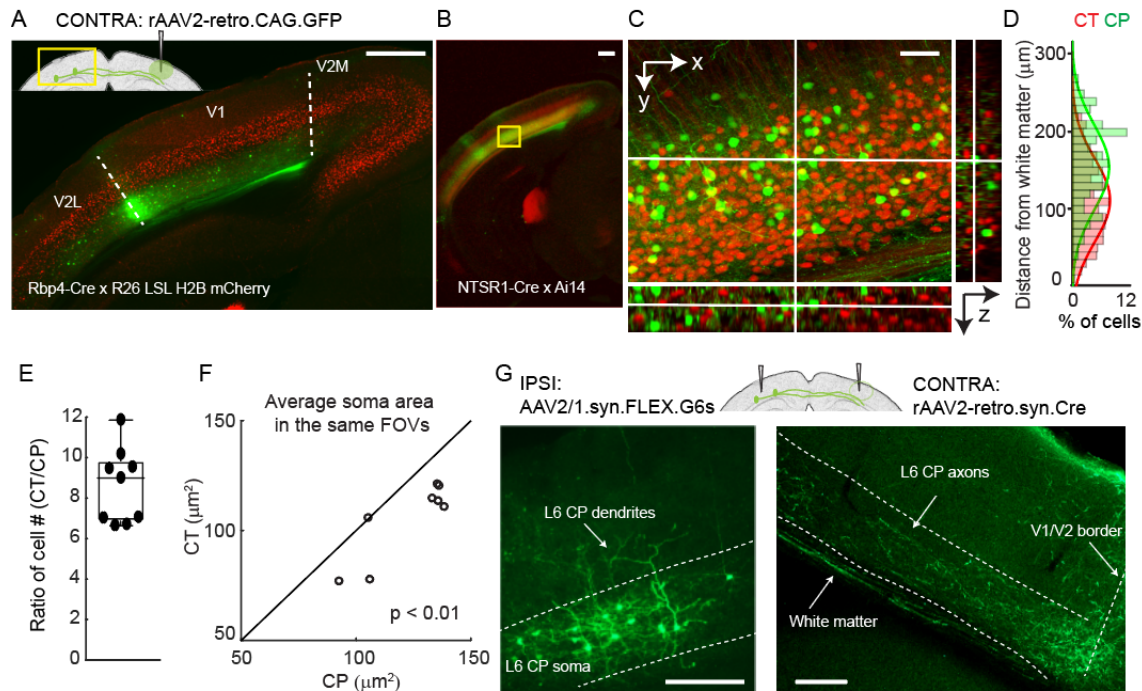 A CONTRA: rAAV2-retro.CAG.GFP
V2M
V1
V2L
Rbp4-Cre x R26 LSL H2B mCherry
B
NTSR1-Cre x Ai14
C
x
y
z
D CT CP
Distance from white matter (μm)
300
200
100
0
0 12
% of cells
E
Ratio of cell # (CT/CP)
12
10
8
6
4
2
0
F
Average soma area
in the same FOVs
CT (μm²)
150
100
50
p < 0.01
50 100 150
CP (μm²)
G
IPSI:
AAV2/1.syn.FLEX.G6s
CONTRA:
rAAV2-retro.syn.Cre
L6 CP dendrites
L6 CP soma
L6 CP axons
V1/V2 border
White matter